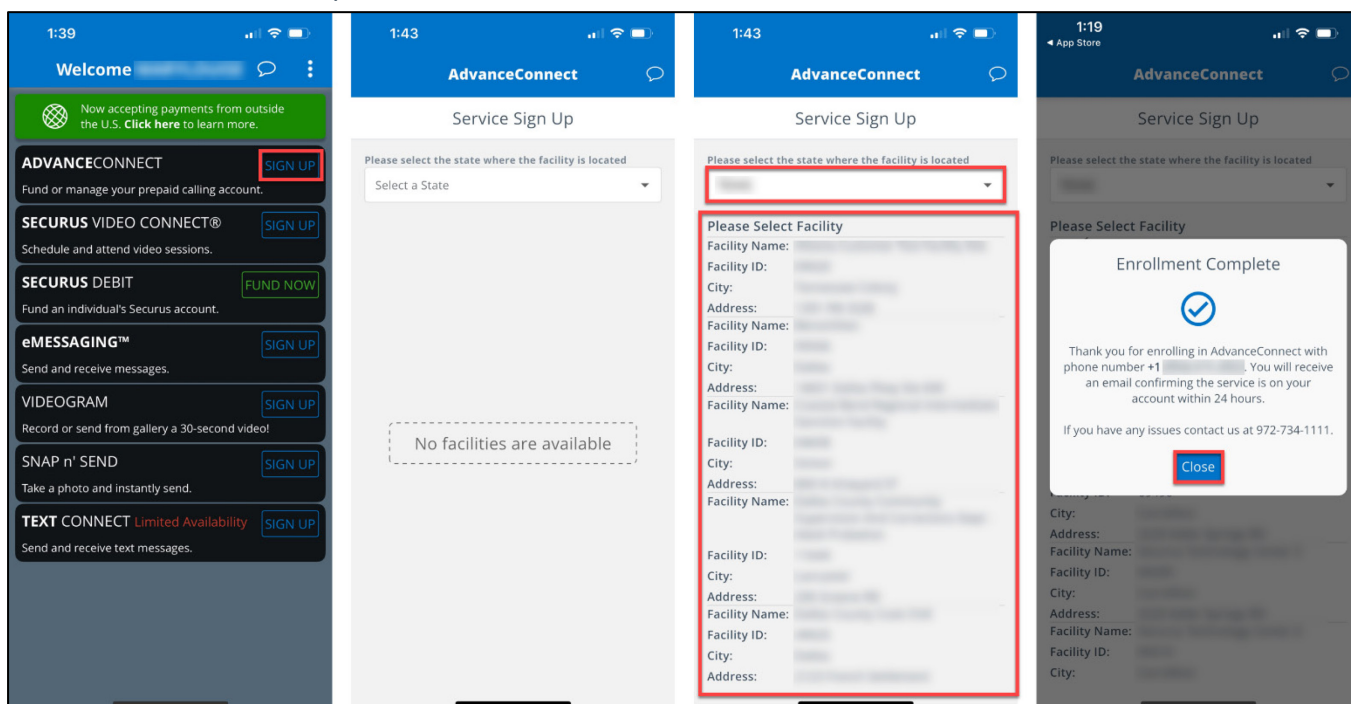 1:39
Welcome
Now accepting payments from outside
the U.S. Click here to learn more.
ADVANCECONNECT
SIGN UP
Fund or manage your prepaid calling account.
SECURUS VIDEO CONNECT®
SIGN UP
Schedule and attend video sessions.
SECURUS DEBIT
FUND NOW
Fund an individual's Securus account.
eMESSAGING™
SIGN UP
Send and receive messages.
VIDEOGRAM
SIGN UP
Record or send from gallery a 30-second video!
SNAP n' SEND
SIGN UP
Take a photo and instantly send.
TEXT CONNECT Limited Availability
SIGN UP
Send and receive text messages.
1:43
AdvanceConnect
Service Sign Up
Please select the state where the facility is located
Select a State
No facilities are available
1:43
AdvanceConnect
Service Sign Up
Please select the state where the facility is located
Please Select Facility
Facility Name:
Facility ID:
City:
Address:
Facility Name:
Facility ID:
City:
Address:
Facility Name:
Facility ID:
City:
Address:
Facility Name:
Facility ID:
City:
Address:
Facility Name:
Facility ID:
City:
Address:
1:19
App Store
AdvanceConnect
Service Sign Up
Please select the state where the facility is located
Please Select Facility
Enrollment Complete
Thank you for enrolling in AdvanceConnect with
phone number +1 . You will receive
an email confirming the service is on your
account within 24 hours.
If you have any issues contact us at 972-734-1111.
Close
City:
Address:
Facility Name:
Facility ID:
City:
Address:
Facility Name:
Facility ID:
City: